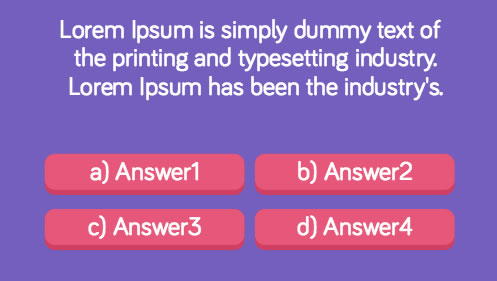 Lorem Ipsum is simply dummy text of
the printing and typesetting industry.
Lorem Ipsum has been the industry's.
a) Answer1
b) Answer2
c) Answer3
d) Answer4